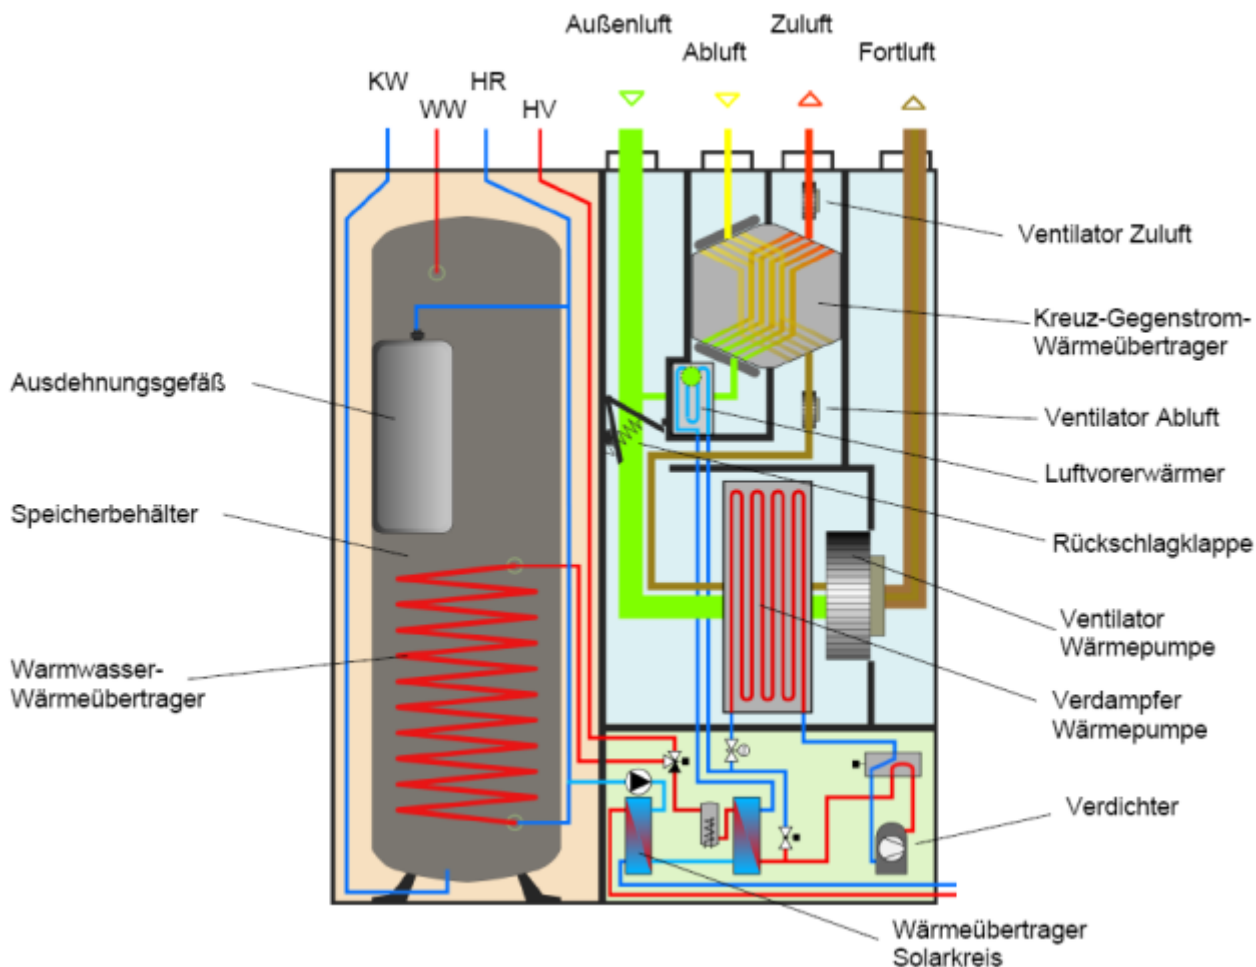 Außenluft
Zuluft
Abluft
Fortluft
KW
HR
WW
HV
Ventilator Zuluft
Kreuz-Gegenstrom-
Wärmeübertrager
Ausdehnungsgefäß
Ventilator Abluft
Luftvorerwärmer
Speicherbehälter
Rückschlagklappe
Ventilator
Wärmepumpe
Warmwasser-
Wärmeübertrager
Verdampfer
Wärmepumpe
Verdichter
Wärmeübertrager
Solarkreis